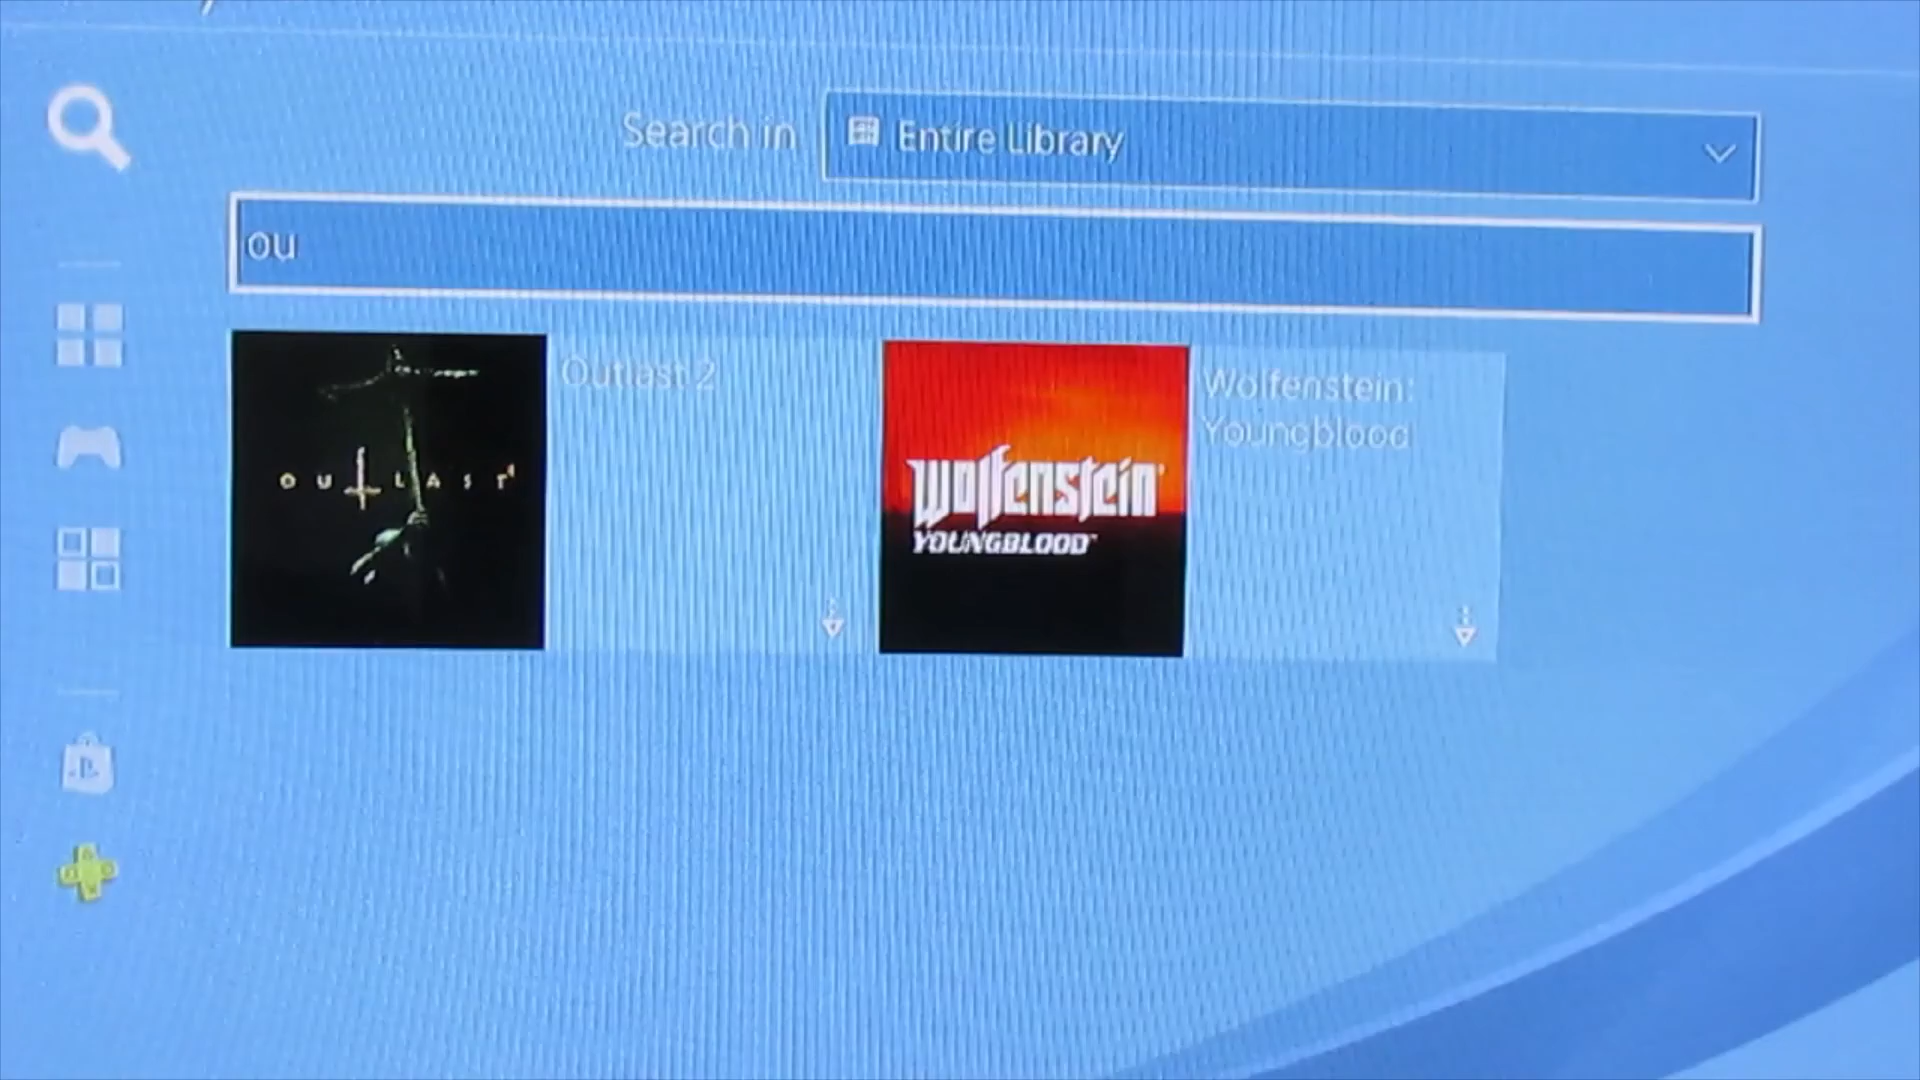 Search in
Entire Library
ou
OUTLAST
Outlast 2
Wolfenstein
YOUNGBLOOD
Wolfenstein:
Youngblood